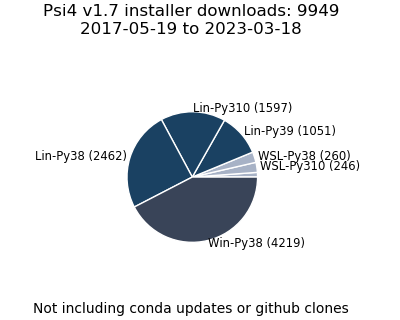 Psi4 v1.7 installer downloads: 9949
2017-05-19 to 2023-03-18
Lin-Py310 (1597)
Lin-Py39 (1051)
Lin-Py38 (2462)
WSL-Py38 (260)
WSL-Py310 (246)
Win-Py38 (4219)
Not including conda updates or github clones